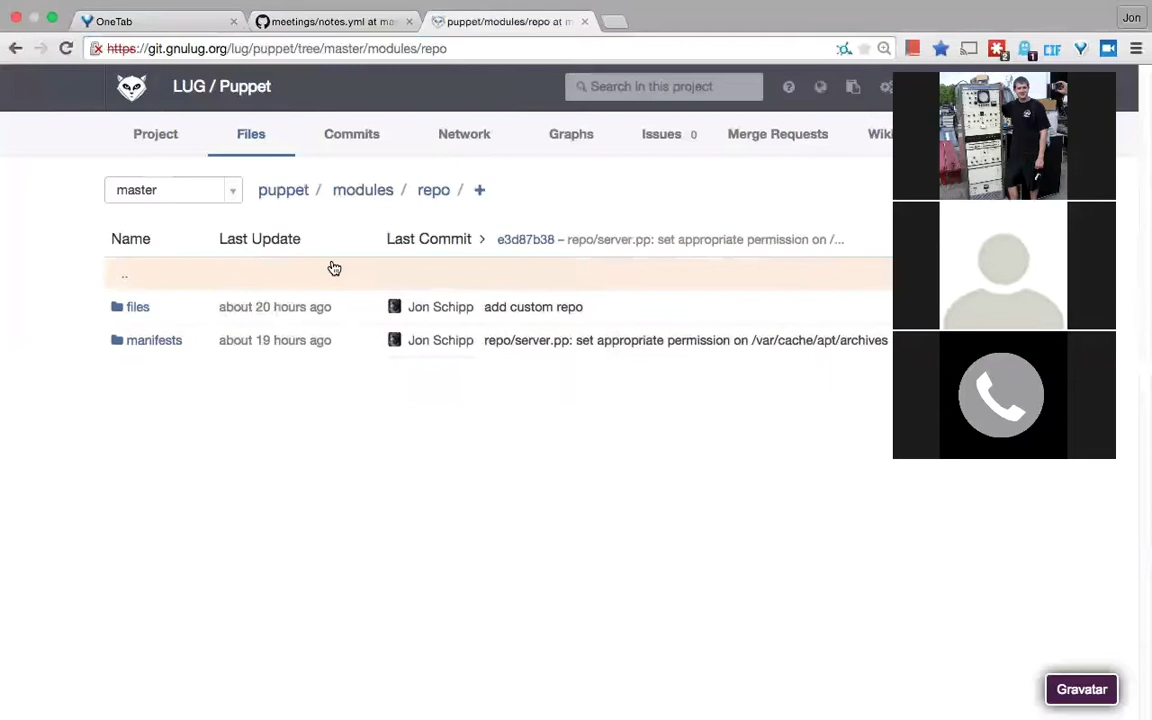 OneTab
meetings/notes.yml at mas
puppet/modules/repo at m
Jon
https://git.gnulug.org/lug/puppet/tree/master/modules/repo
2
1
CIF
LUG / Puppet
Search in this project
Project
Files
Commits
Network
Graphs
Issues 0
Merge Requests
Wiki
master
puppet / modules / repo / +
Name
Last Update
Last Commit > e3d87b38 – repo/server.pp: set appropriate permission on /...
..
files about 20 hours ago Jon Schipp add custom repo
manifests about 19 hours ago Jon Schipp repo/server.pp: set appropriate permission on /var/cache/apt/archives
Gravatar